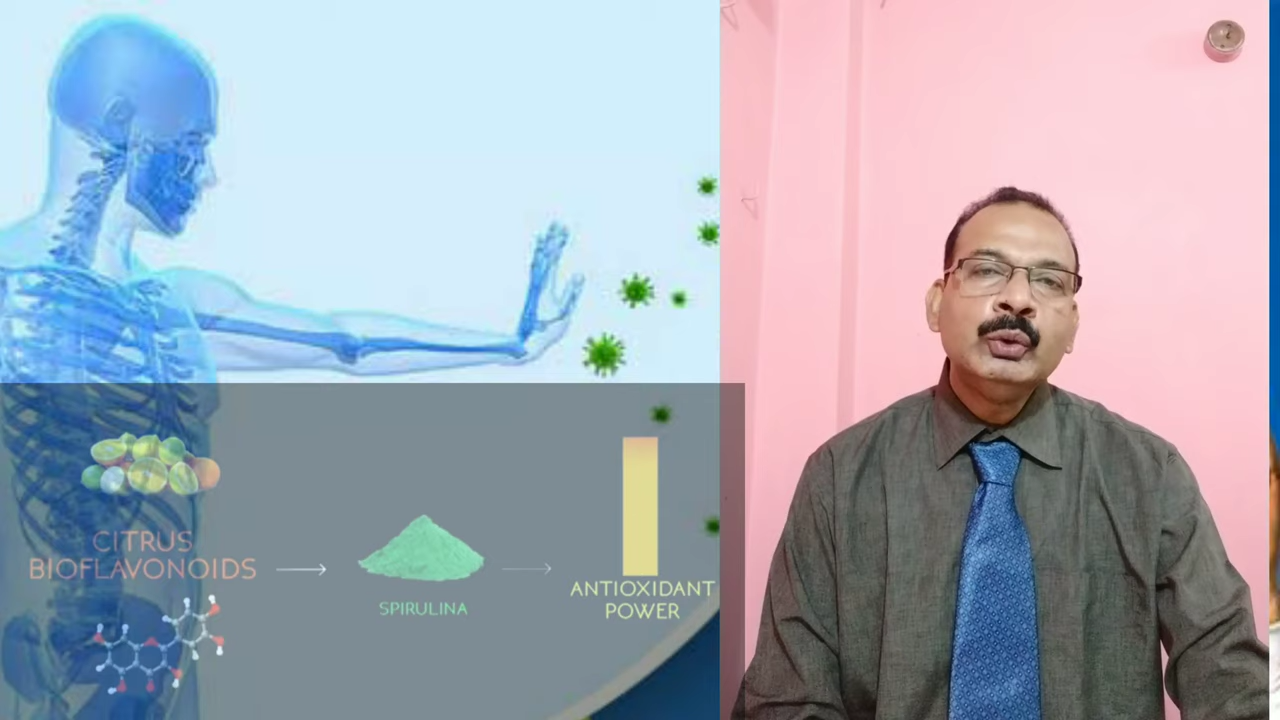 CITRUS
BIOFLAVONOIDS
SPIRULINA
ANTIOXIDANT
POWER